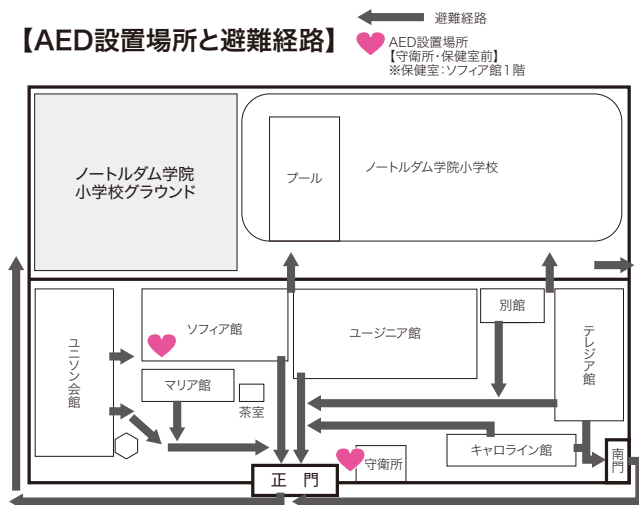 【AED設置場所と避難経路】
避難経路
AED設置場所
【守衛所・保健室前】
※保健室：ソフィア館1階
ノートルダム学院
小学校グラウンド
プール
ノートルダム学院小学校
ユニソン会館
ソフィア館
ユージニア館
別館
テレジア館
マリア館
茶室
キャロライン館
守衛所
南門
正 門